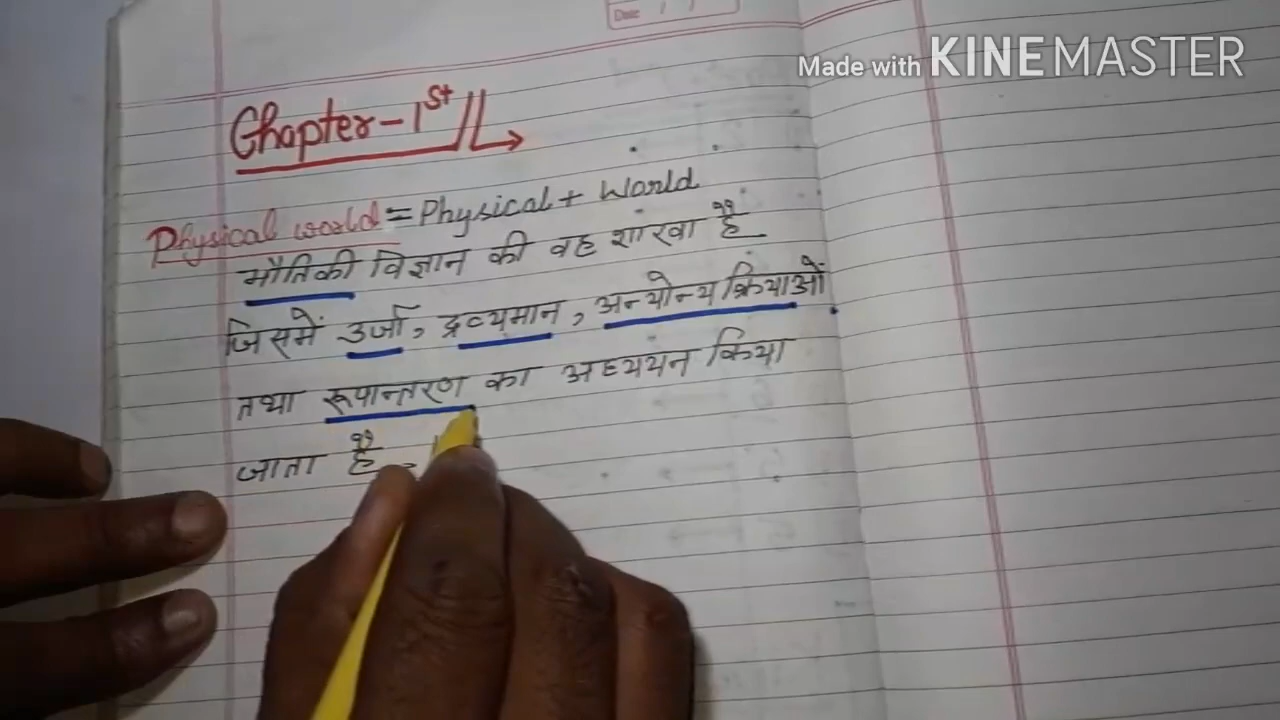 Date / /
Made with KINEMASTER
Chapter-1st
Physical world = Physical + World
भौतिकी विज्ञान की वह शाखा है
जिसमें उर्जा, द्रव्यमान, अन्योन्य क्रियाओं
तथा रूपान्तरण का अध्ययन किया
जाता है